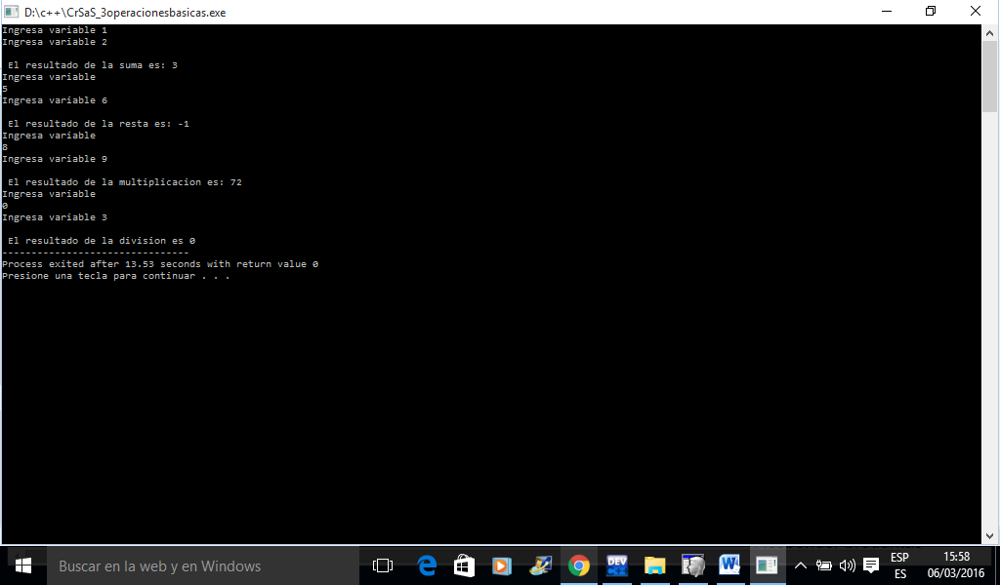 D:\c++\CrSaS_3operacionesbasicas.exe
Ingresa variable 1
Ingresa variable 2
El resultado de la suma es: 3
Ingresa variable
5
Ingresa variable 6
El resultado de la resta es: -1
Ingresa variable
8
Ingresa variable 9
El resultado de la multiplicacion es: 72
Ingresa variable
0
Ingresa variable 3
El resultado de la division es 0
--------------------------------
Process exited after 13.53 seconds with return value 0
Presione una tecla para continuar . . .
Buscar en la web y en Windows
DEV
C++
W
ESP
ES
15:58
06/03/2016